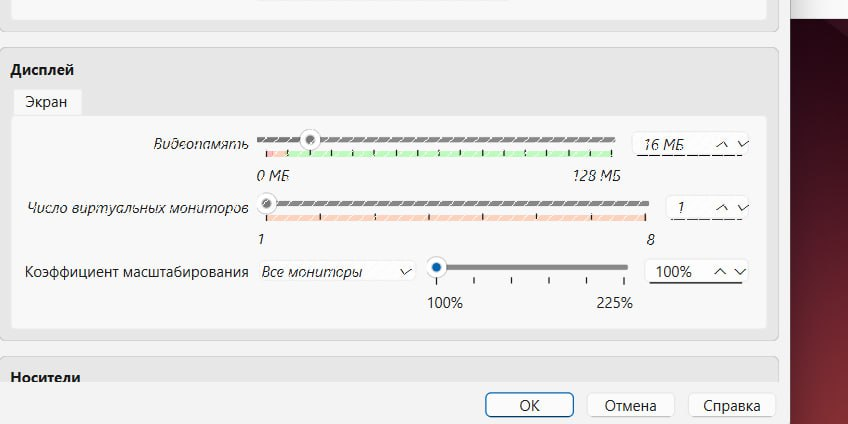 Дисплей
Экран
Видеопамять
16 МБ
0 МБ 128 МБ
Число виртуальных мониторов
1
1 8
Коэффициент масштабирования Все мониторы 100%
100% 225%
Носители
ОК Отмена Справка